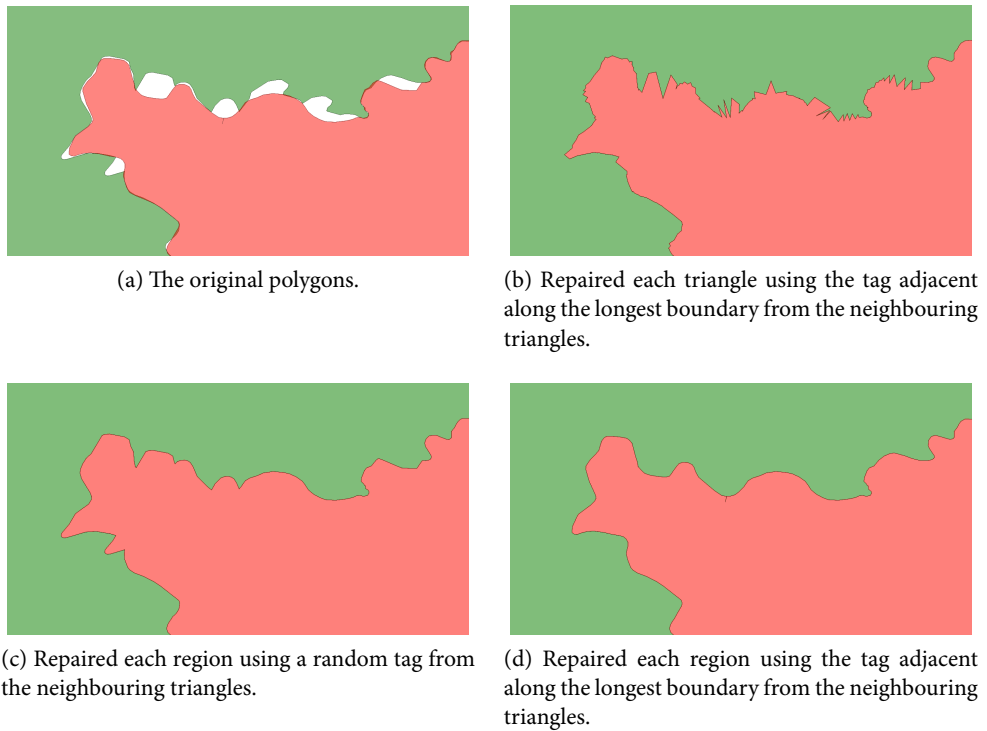 (a) The original polygons.
(b) Repaired each triangle using the tag adjacent
along the longest boundary from the neighbouring
triangles.
(c) Repaired each region using a random tag from
the neighbouring triangles.
(d) Repaired each region using the tag adjacent
along the longest boundary from the neighbouring
triangles.